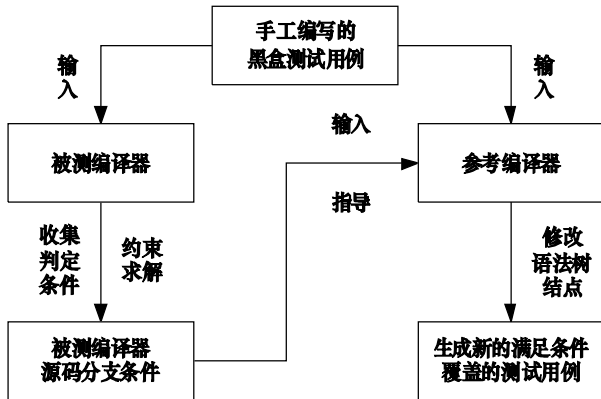 手工编写的
黑盒测试用例
输
入
输
入
输入
被测编译器
参考编译器
指导
收集
判定
条件
约束
求解
修改
语法树
结点
被测编译器
源码分支条件
生成新的满足条件
覆盖的测试用例